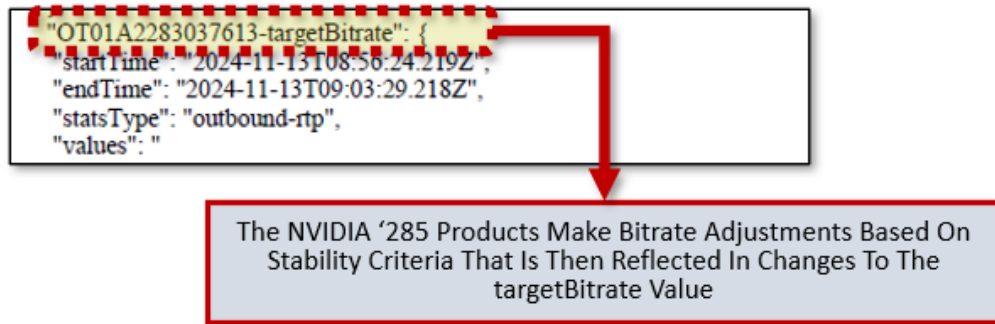 "OT01A2283037613-targetBitrate": {
"startTime": "2024-11-13T08:56:24.219Z",
"endTime": "2024-11-13T09:03:29.218Z",
"statsType": "outbound-rtp",
"values": "
The NVIDIA ‘285 Products Make Bitrate Adjustments Based On
Stability Criteria That Is Then Reflected In Changes To The
targetBitrate Value